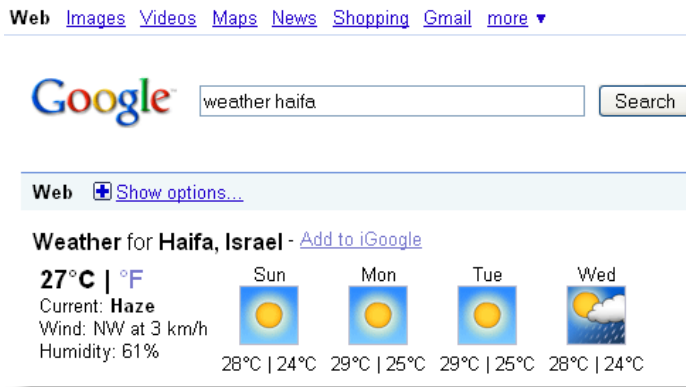 Web Images Videos Maps News Shopping Gmail more ▼
Google™ weather haifa Search
Web Show options...
Weather for Haifa, Israel - Add to iGoogle
27°C | °F
Current: Haze
Wind: NW at 3 km/h
Humidity: 61%
Sun Mon Tue Wed
28°C | 24°C 29°C | 25°C 29°C | 25°C 28°C | 24°C